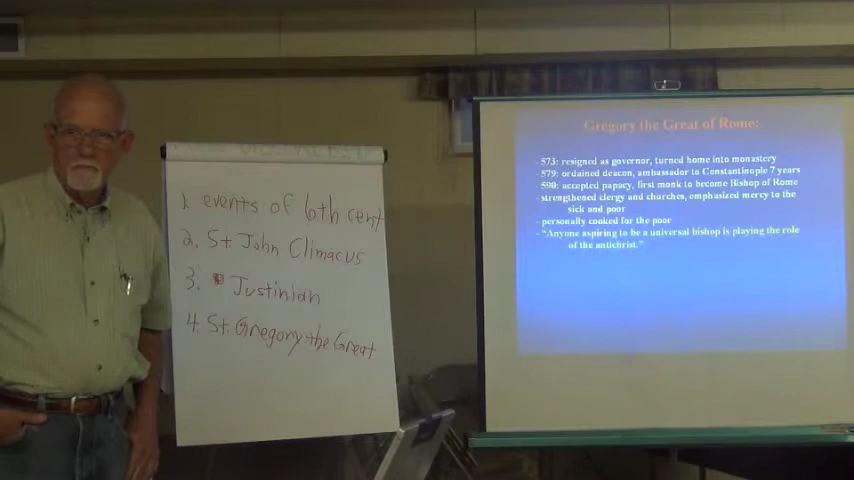 1. events of 6th cent
2. St. John Climacus
3. Justinian
4. St. Gregory the Great
Gregory the Great of Rome:
- 573: resigned as governor, turned home into monastery
- 579: ordained deacon, ambassador to Constantinople 7 years
- 590: accepted papacy, first monk to become Bishop of Rome
- strengthened clergy and churches, emphasized mercy to the
sick and poor
- personally cooked for the poor
- "Anyone aspiring to be a universal bishop is playing the role
of the antichrist."